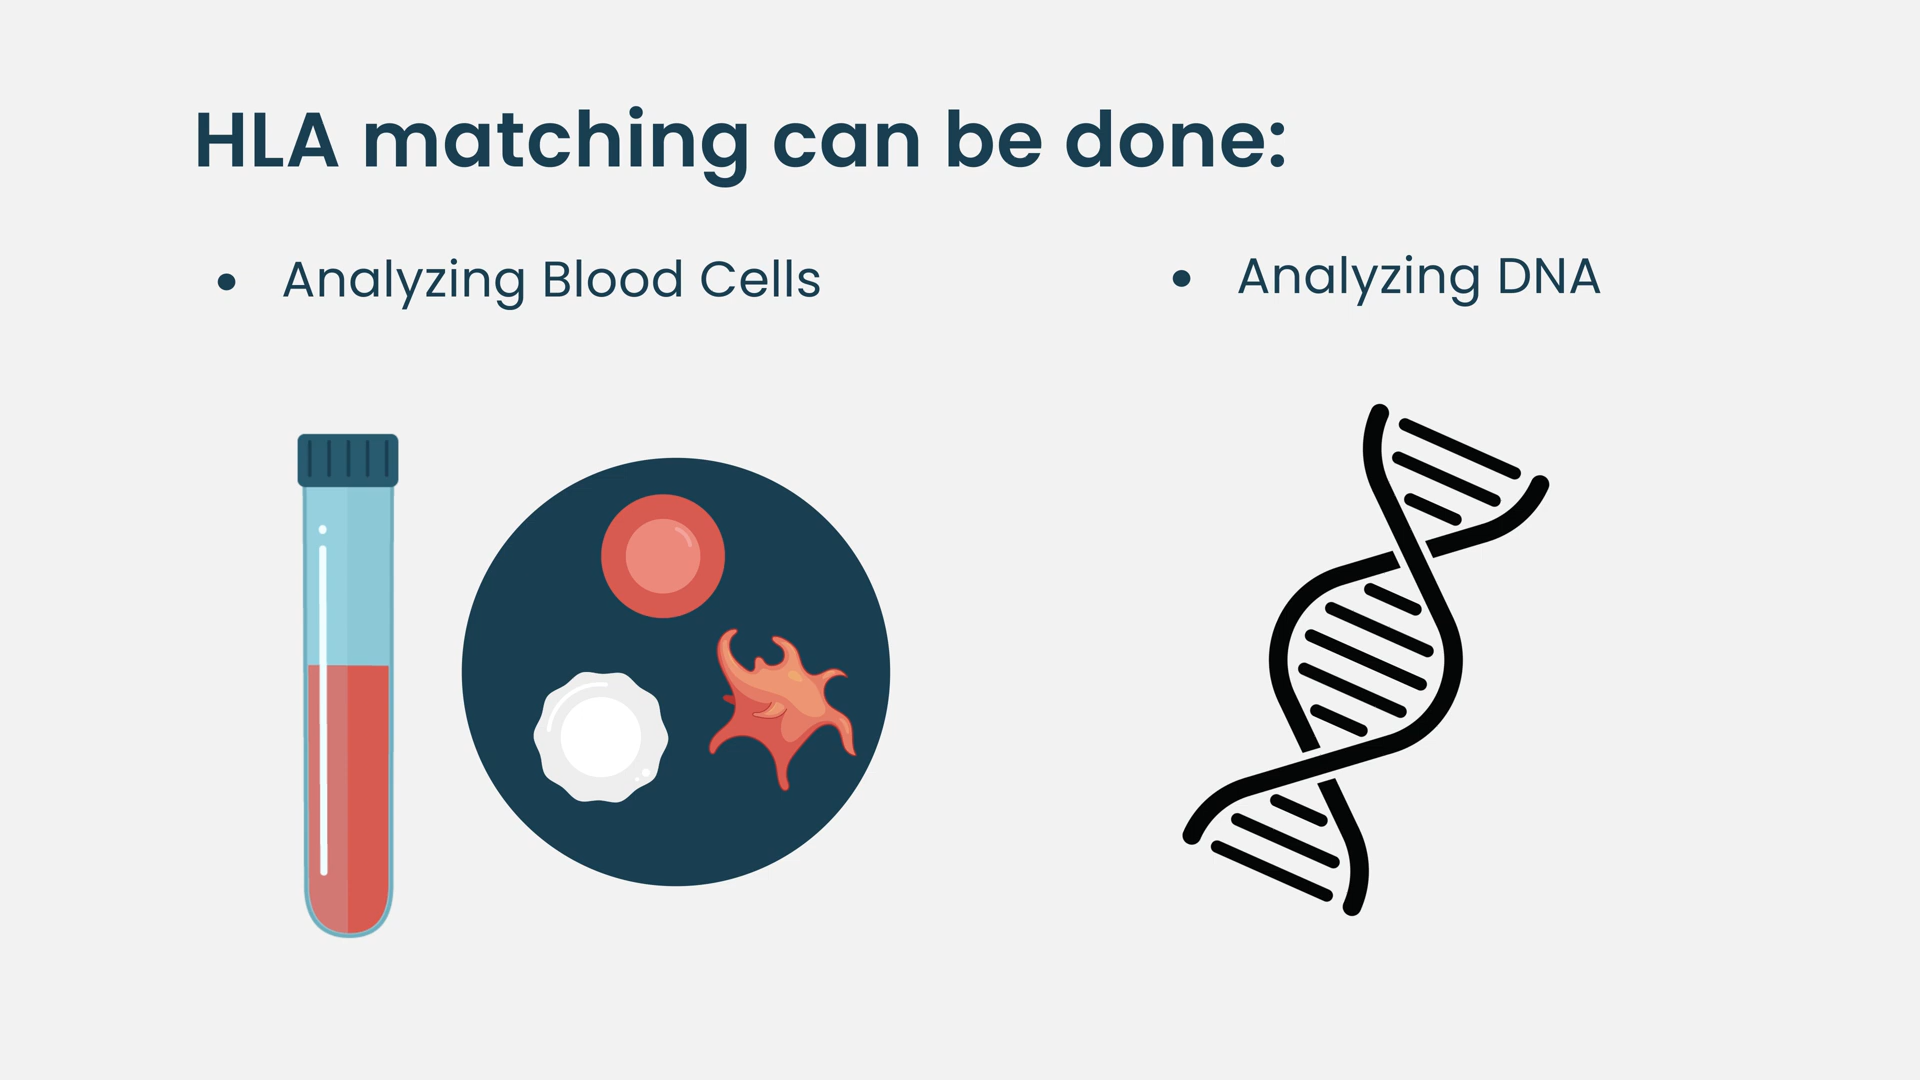 HLA matching can be done:
• Analyzing Blood Cells
• Analyzing DNA